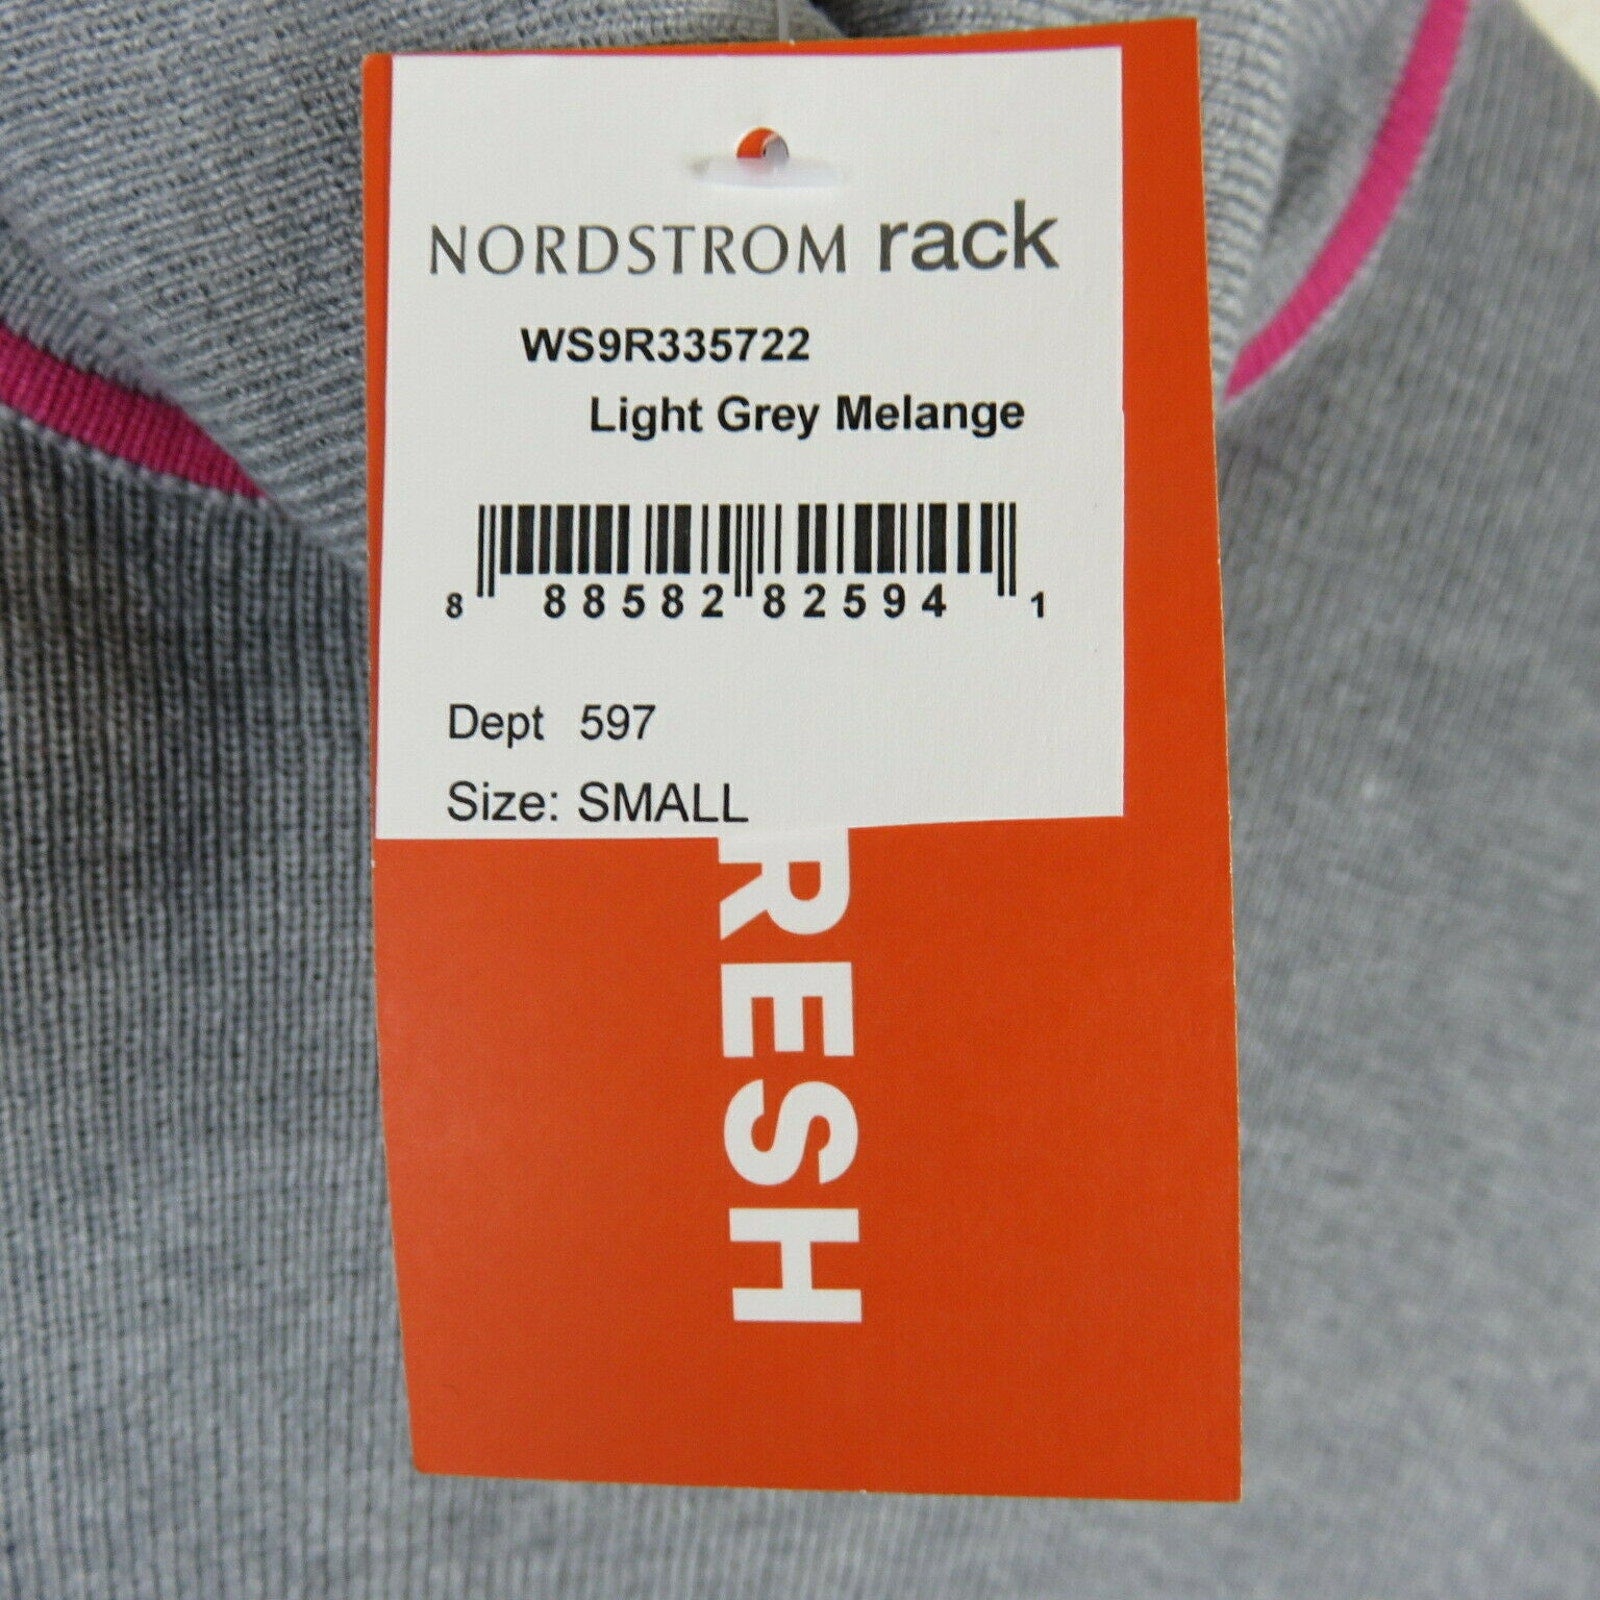 NORDSTROM rack
WS9R335722
Light Grey Melange
8 88582 82594 1
Dept 597
Size: SMALL
RESH